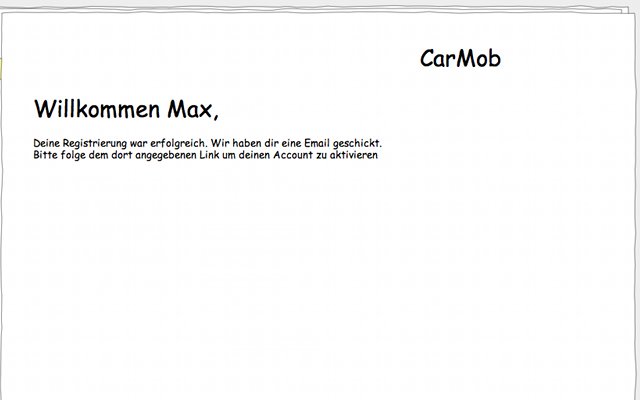 CarMob
Willkommen Max,
Deine Registrierung war erfolgreich. Wir haben dir eine Email geschickt.
Bitte folge dem dort angegebenen Link um deinen Account zu aktivieren